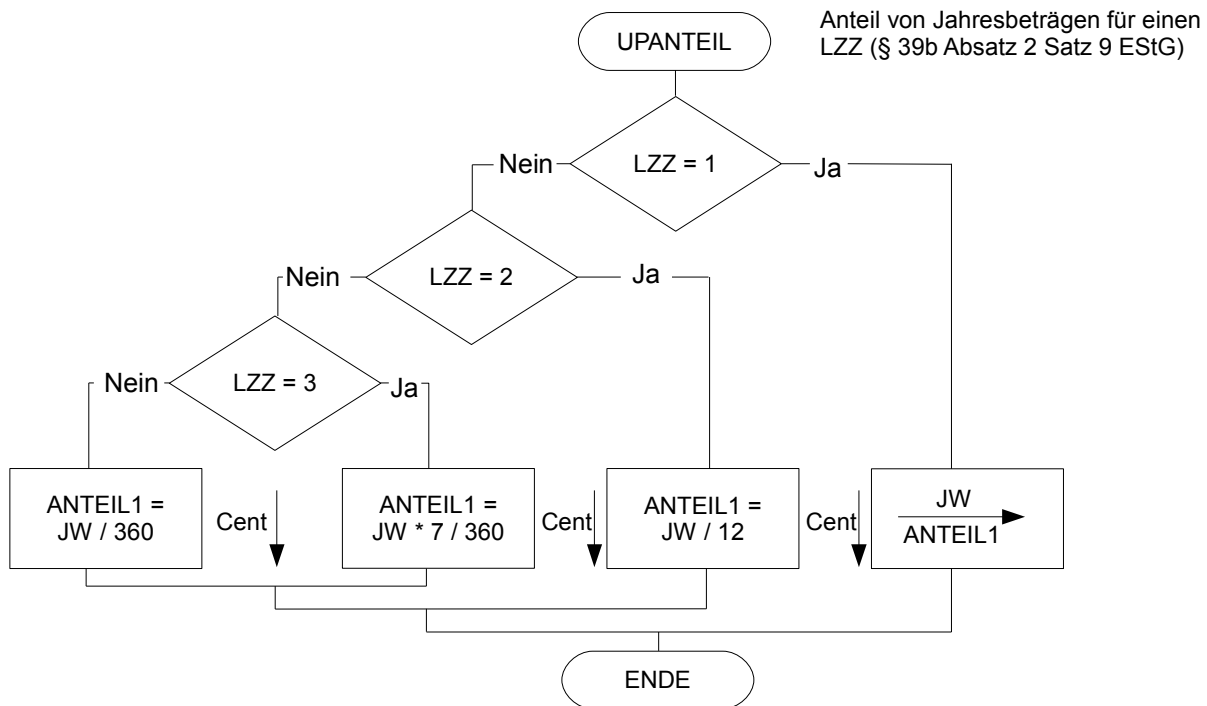 Anteil von Jahresbeträgen für einen
LZZ (§ 39b Absatz 2 Satz 9 EStG)
UPANTEIL
Nein
LZZ = 1
Ja
Nein
LZZ = 2
Ja
Nein
LZZ = 3
Ja
ANTEIL1 =
JW / 360
Cent
ANTEIL1 =
JW * 7 / 360
Cent
ANTEIL1 =
JW / 12
Cent
JW
ANTEIL1
ENDE